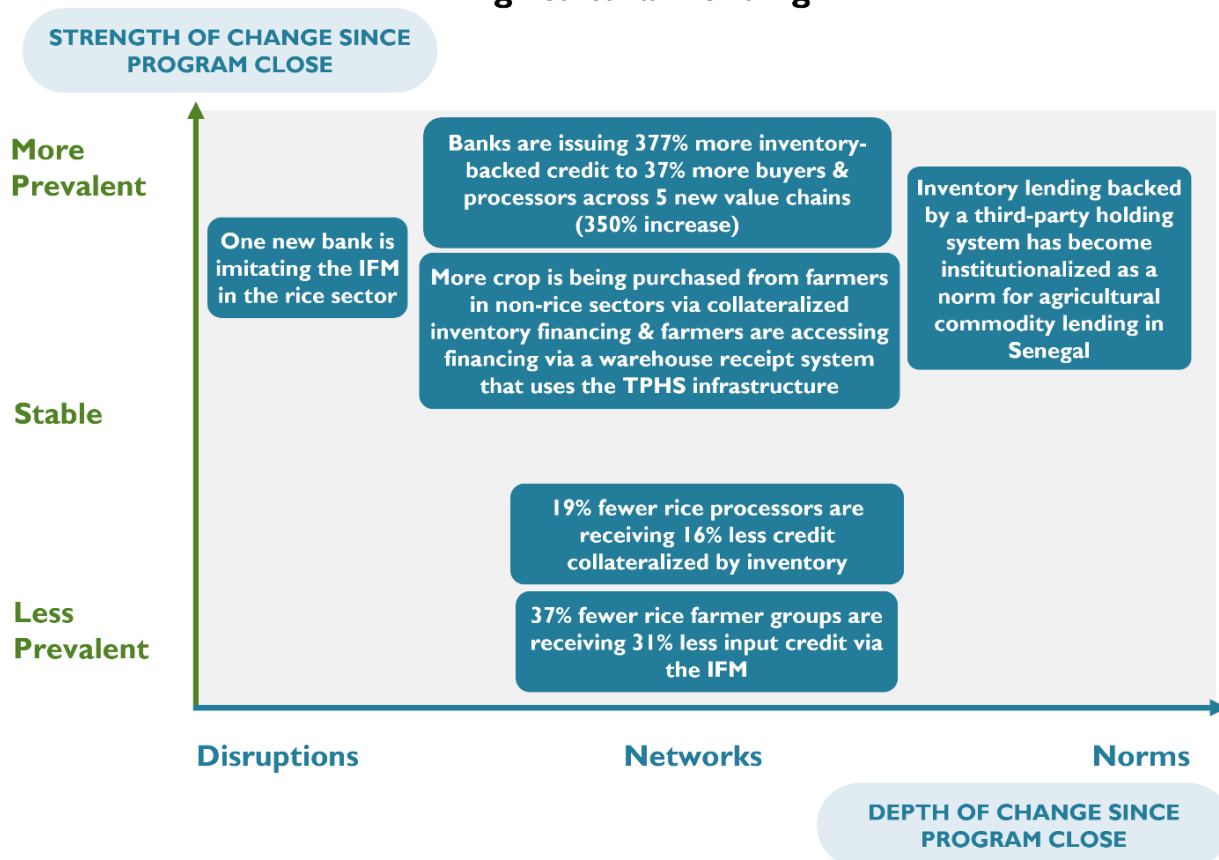 STRENGTH OF CHANGE SINCE
PROGRAM CLOSE
More
Prevalent
Banks are issuing 377% more inventory-
backed credit to 37% more buyers &
processors across 5 new value chains
(350% increase)
Inventory lending backed
by a third-party holding
system has become
institutionalized as a
norm for agricultural
commodity lending in
Senegal
One new bank is
imitating the IFM
in the rice sector
More crop is being purchased from farmers
in non-rice sectors via collateralized
inventory financing & farmers are accessing
financing via a warehouse receipt system
that uses the TPHS infrastructure
Stable
19% fewer rice processors are
receiving 16% less credit
collateralized by inventory
Less
Prevalent
37% fewer rice farmer groups are
receiving 31% less input credit via
the IFM
Disruptions
Networks
Norms
DEPTH OF CHANGE SINCE
PROGRAM CLOSE